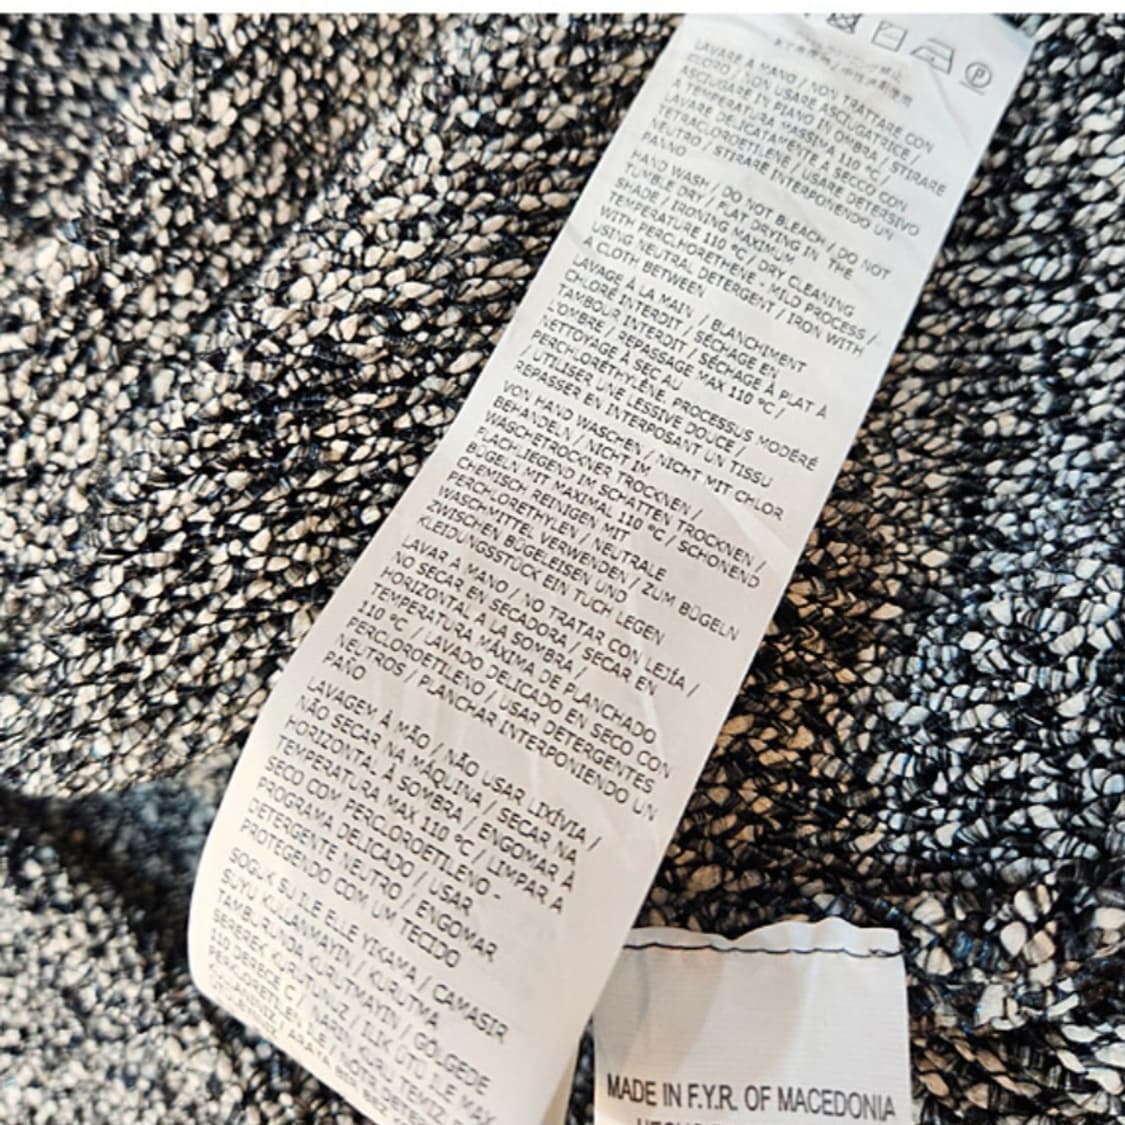 LAVARE A MANO / NON TRATTARE CON
CLORO / NON USARE ASCIUGATRICE /
ASCIUGARE IN PIANO IN OMBRA / STIRARE
A TEMPERATURA MASSIMA 110 ºC /
LAVARE DELICATAMENTE A SECCO CON
TETRACLOROETILENE / USARE DETERSIVO
NEUTRO / STIRARE INTERPONENDO UN
PANNO
HAND WASH / DO NOT BLEACH / DO NOT
TUMBLE DRY / FLAT DRYING IN THE
SHADE / IRONING MAXIMUM
TEMPERATURE 110 ºC / DRY CLEANING
WITH PERCHLORETHENE - MILD PROCESS /
USING NEUTRAL DETERGENT / IRON WITH
A CLOTH BETWEEN
LAVAGE À LA MAIN / BLANCHIMENT
CHLORÉ INTERDIT / SÉCHAGE EN
TAMBOUR INTERDIT / SÉCHAGE À PLAT À
L'OMBRE / REPASSAGE MAX 110 ºC /
NETTOYAGE À SEC AU
PERCHLORÉTHYLÈNE. PROCESSUS MODÉRÉ
/ UTILISER UNE LESSIVE DOUCE /
REPASSER EN INTERPOSANT UN TISSU
VON HAND WASCHEN / NICHT MIT CHLOR
BEHANDELN / NICHT IM
WÄSCHETROCKNER TROCKNEN /
FLACHLIEGEND IM SCHATTEN TROCKNEN /
BÜGELN MIT MAXIMAL 110 ºC / SCHONEND
CHEMISCH REINIGEN MIT
PERCHLORETHYLEN / NEUTRALE
WASCHMITTEL VERWENDEN / ZUM BÜGELN
ZWISCHEN BÜGELEISEN UND
KLEIDUNGSSTÜCK EIN TUCH LEGEN
LAVAR A MANO / NO TRATAR CON LEJÍA /
NO SECAR EN SECADORA / SECAR EN
HORIZONTAL A LA SOMBRA /
TEMPERATURA MÁXIMA DE PLANCHADO
110 ºC / LAVADO DELICADO EN SECO CON
PERCLOROETILENO / USAR DETERGENTES
NEUTROS / PLANCHAR INTERPONIENDO UN
PAÑO
LAVAGEM À MÃO / NÃO USAR LIXÍVIA /
NÃO SECAR NA MÁQUINA / SECAR NA
HORIZONTAL À SOMBRA / ENGOMAR À
TEMPERATURA MAX 110 ºC / LIMPAR A
SECO COM PERCLOROETILENO -
PROGRAMA DELICADO / USAR
DETERGENTE NEUTRO / ENGOMAR
PROTEGENDO COM UM TECIDO
SOGUK SU ILE ELLE YIKAMA / CAMASIR
SUYU KULLANMAYIN / KURUTMA
TAMBURUNDA KURUTMAYIN / GÖLGEDE
SEREREK KURUTUNUZ / ILIK ÜTÜ ILE MAX
110 DERECE C /
MADE IN F.Y.R. OF MACEDONIA